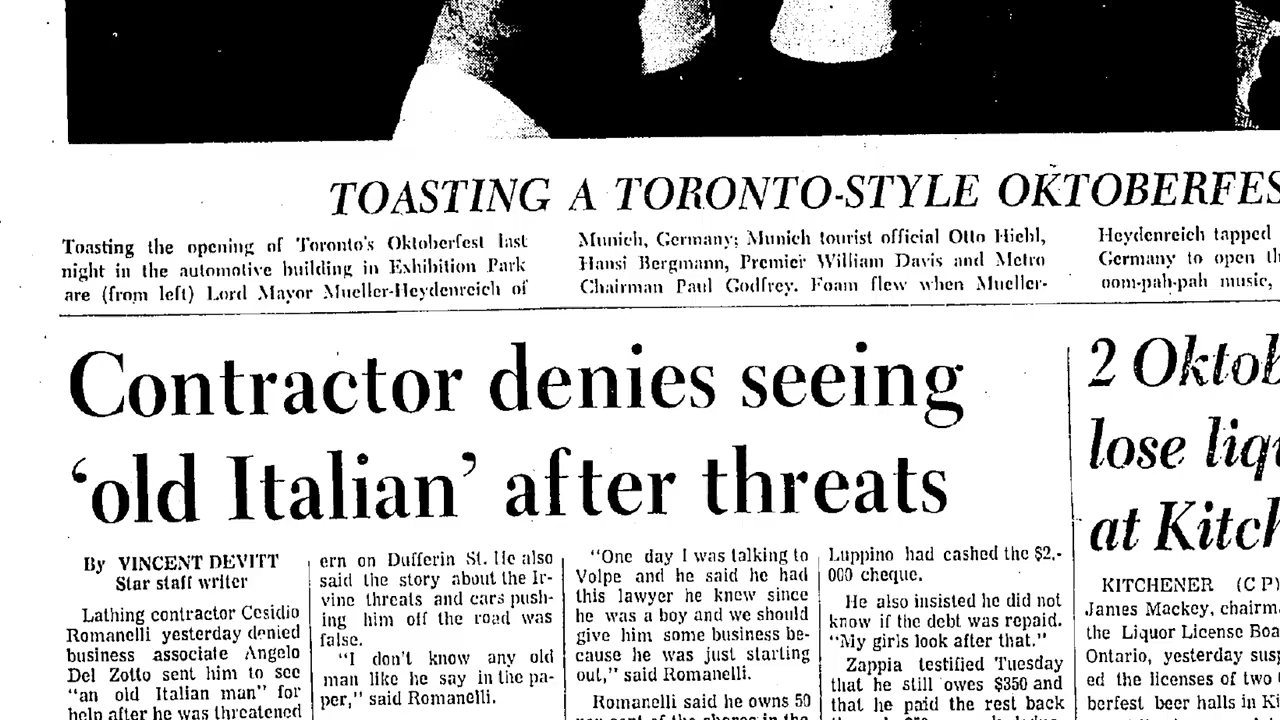 TOASTING A TORONTO-STYLE OKTOBERFES
Toasting the opening of Toronto's Oktoberfest last
night in the automotive building in Exhibition Park
are (from left) Lord Mayor Mueller-Heydenreich of
Munich, Germany; Munich tourist official Otto Hiehl,
Hansi Bergmann, Premier William Davis and Metro
Chairman Paul Godfrey. Foam flew when Mueller-
Heydenreich tapped
Germany to open th
oom-pah-pah music,
Contractor denies seeing
‘old Italian’ after threats
By VINCENT DEVITT
Star staff writer
Lathing contractor Cesidio
Romanelli yesterday denied
business associate Angelo
Del Zotto sent him to see
“an old Italian man” for
help after he was threatened
ern on Dufferin St. He also
said the story about the Ir-
vine threats and cars push-
ing him off the road was
false.
“I don't know any old
man like he say in the pa-
per,” said Romanelli.
“One day I was talking to
Volpe and he said he had
this lawyer he knew since
he was a boy and we should
give him some business be-
cause he was just starting
out,” said Romanelli.
Romanelli said he owns 50
per cent of the shares in the
Luppino had cashed the $2,-
000 cheque.
He also insisted he did not
know if the debt was repaid.
“My girls look after that.”
Zappia testified Tuesday
that he still owes $350 and
that he paid the rest back
2 Oktob
lose liqu
at Kitch
KITCHENER (CP)
James Mackey, chairm
the Liquor License Boa
Ontario, yesterday susp
ed the licenses of two
berfest beer halls in Ki